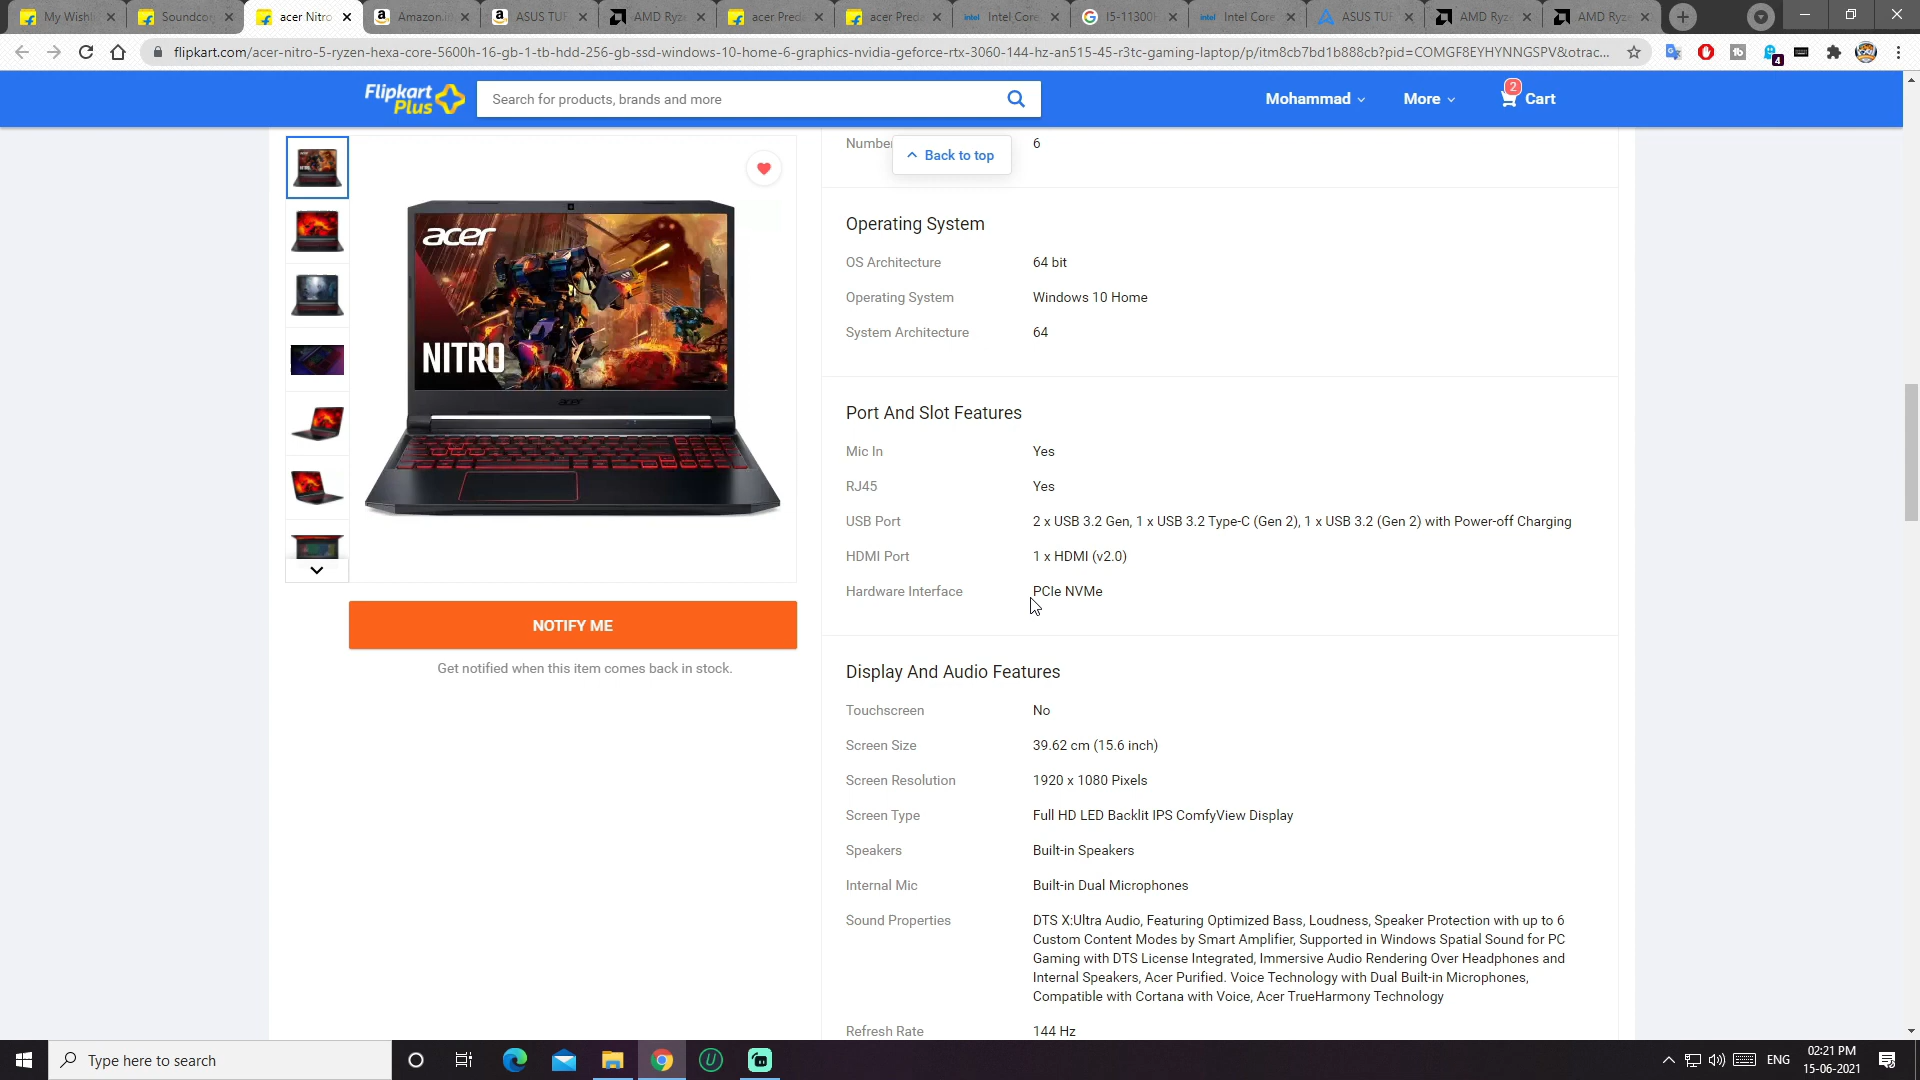 My Wishl
Soundco
acer Nitro
Amazon.i
ASUS TUF
AMD Ryz
acer Pred
acer Preda
Intel Core
I5-11300H
Intel Core
ASUS TUF
AMD Ryz
AMD Ryze
flipkart.com/acer-nitro-5-ryzen-hexa-core-5600h-16-gb-1-tb-hdd-256-gb-ssd-windows-10-home-6-graphics-nvidia-geforce-rtx-3060-144-hz-an515-45-r3tc-gaming-laptop/p/itm8cb7bd1b888cb?pid=COMGF8EYHYNNGSPV&otrac...
4
Flipkart
Plus
Search for products, brands and more
Mohammad
More
2
Cart
Number
6
Back to top
Operating System
OS Architecture
64 bit
Operating System
Windows 10 Home
System Architecture
64
Port And Slot Features
Mic In
Yes
RJ45
Yes
USB Port
2 x USB 3.2 Gen, 1 x USB 3.2 Type-C (Gen 2), 1 x USB 3.2 (Gen 2) with Power-off Charging
HDMI Port
1 x HDMI (v2.0)
Hardware Interface
PCIe NVMe
Display And Audio Features
Touchscreen
No
Screen Size
39.62 cm (15.6 inch)
Screen Resolution
1920 x 1080 Pixels
Screen Type
Full HD LED Backlit IPS ComfyView Display
Speakers
Built-in Speakers
Internal Mic
Built-in Dual Microphones
Sound Properties
DTS X:Ultra Audio, Featuring Optimized Bass, Loudness, Speaker Protection with up to 6
Custom Content Modes by Smart Amplifier, Supported in Windows Spatial Sound for PC
Gaming with DTS License Integrated, Immersive Audio Rendering Over Headphones and
Internal Speakers, Acer Purified. Voice Technology with Dual Built-in Microphones,
Compatible with Cortana with Voice, Acer TrueHarmony Technology
Refresh Rate
144 Hz
acer
NITRO
acer
NOTIFY ME
Get notified when this item comes back in stock.
Type here to search
ENG
02:21 PM
15-06-2021